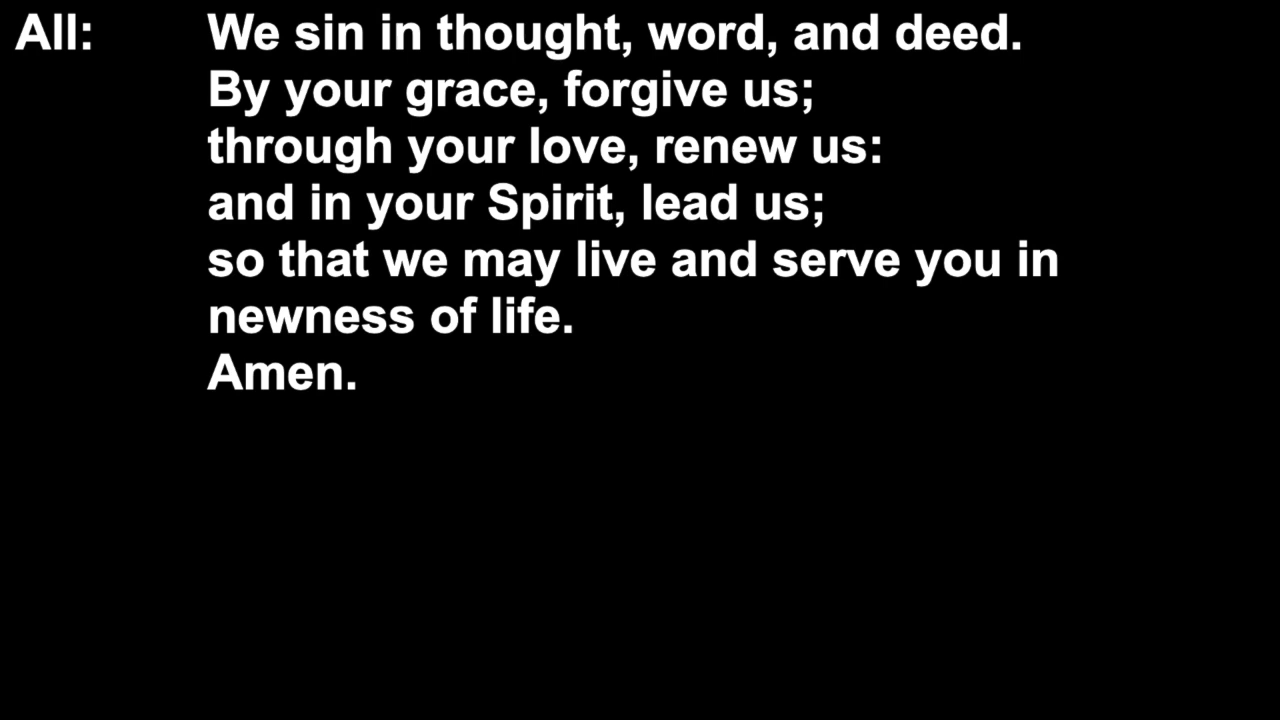 All: We sin in thought, word, and deed.
By your grace, forgive us;
through your love, renew us:
and in your Spirit, lead us;
so that we may live and serve you in
newness of life.
Amen.